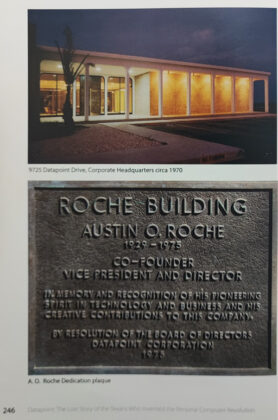 9725 Datapoint Drive, Corporate Headquarters circa 1970
ROCHE BUILDING
AUSTIN O. ROCHE
1929 - 1975
CO-FOUNDER
VICE PRESIDENT AND DIRECTOR
IN MEMORY AND RECOGNITION OF HIS PIONEERING
SPIRIT IN TECHNOLOGY AND BUSINESS AND HIS
CREATIVE CONTRIBUTIONS TO THIS COMPANY.
BY RESOLUTION OF THE BOARD OF DIRECTORS
DATAPOINT CORPORATION
1975
A. O. Roche Dedication plaque
246 Datapoint: The Lost Story of the Texans Who Invented the Personal Computer Revolution